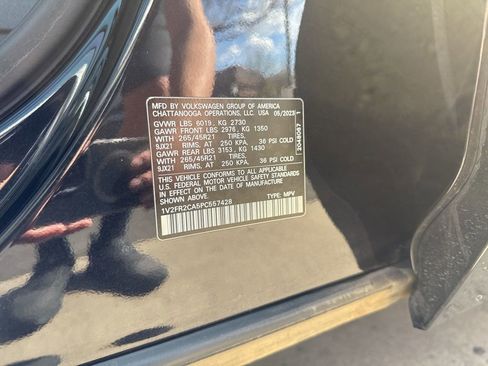 MFD BY VOLKSWAGEN GROUP OF AMERICA
CHATTANOOGA OPERATIONS, LLC. USA 05/2023
GVWR LBS 6019, KG 2730
GAWR FRONT LBS 2976, KG 1350
WITH 265/45R21 TIRES,
9JX21 RIMS, AT 250 KPA, 36 PSI COLD
GAWR REAR LBS 3153, KG 1430
WITH 265/45R21 TIRES,
9JX21 RIMS, AT 250 KPA, 36 PSI COLD
THIS VEHICLE CONFORMS TO ALL APPLICABLE
U.S. FEDERAL MOTOR VEHICLE SAFETY STANDARDS
IN EFFECT ON THE DATE OF MANUFACTURE
SHOWN ABOVE.
1V2FR2CA5PC557428 TYPE: MPV